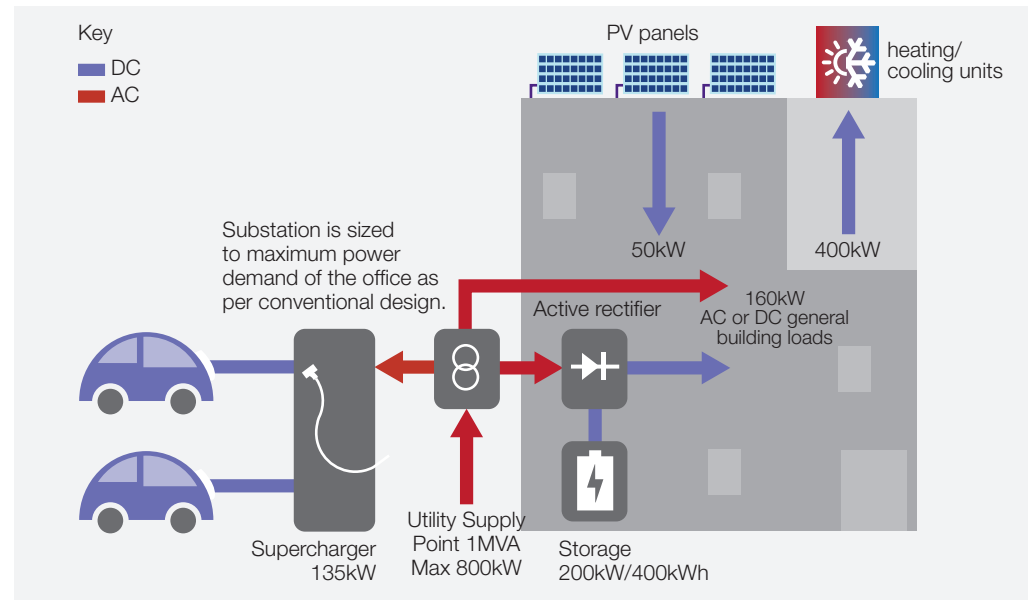 Key
DC
AC
PV panels
heating/
cooling units
Substation is sized
to maximum power
demand of the office as
per conventional design.
50kW
400kW
Active rectifier
160kW
AC or DC general
building loads
Supercharger
135kW
Utility Supply
Point 1MVA
Max 800kW
Storage
200kW/400kWh